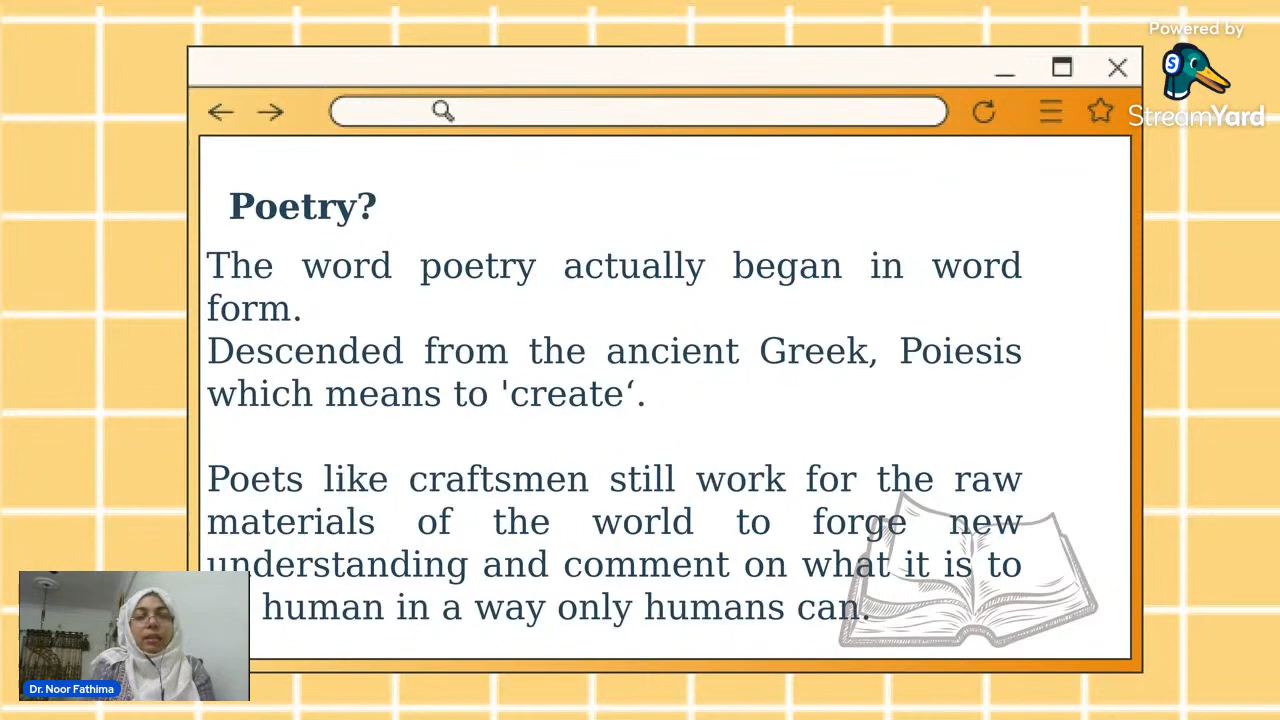 Powered by
StreamYard
Poetry?
The word poetry actually began in word
form.
Descended from the ancient Greek, Poiesis
which means to 'create‘.
Poets like craftsmen still work for the raw
materials of the world to forge new
understanding and comment on what it is to
human in a way only humans can.
Dr. Noor Fathima